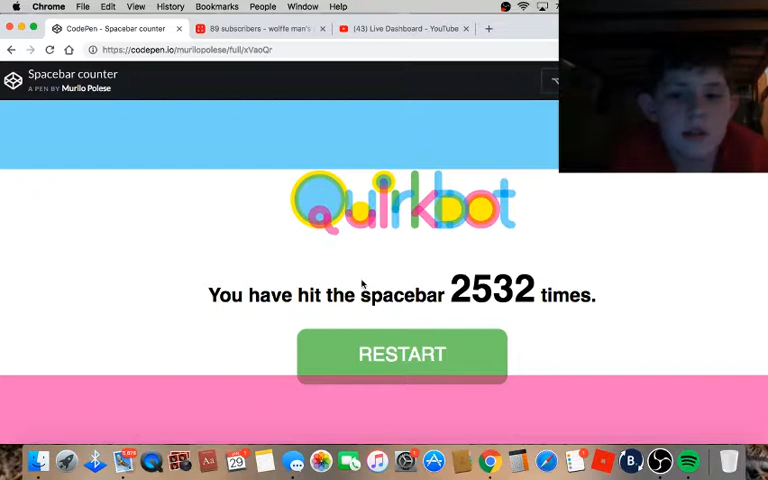 Chrome File Edit View History Bookmarks People Window Help
CodePen - Spacebar counter
89 subscribers - wolffe man's
(43) Live Dashboard - YouTube
https://codepen.io/murilopolese/full/xVaoQr
Spacebar counter
A PEN BY Murilo Polese
Quirkbot
You have hit the spacebar 2532 times.
RESTART